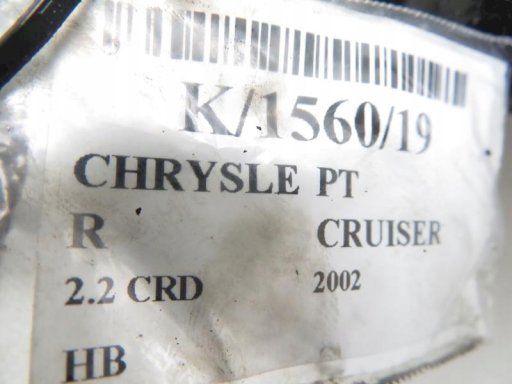 K/1560/19
CHRYSLE PT
R CRUISER
2.2 CRD 2002
HB